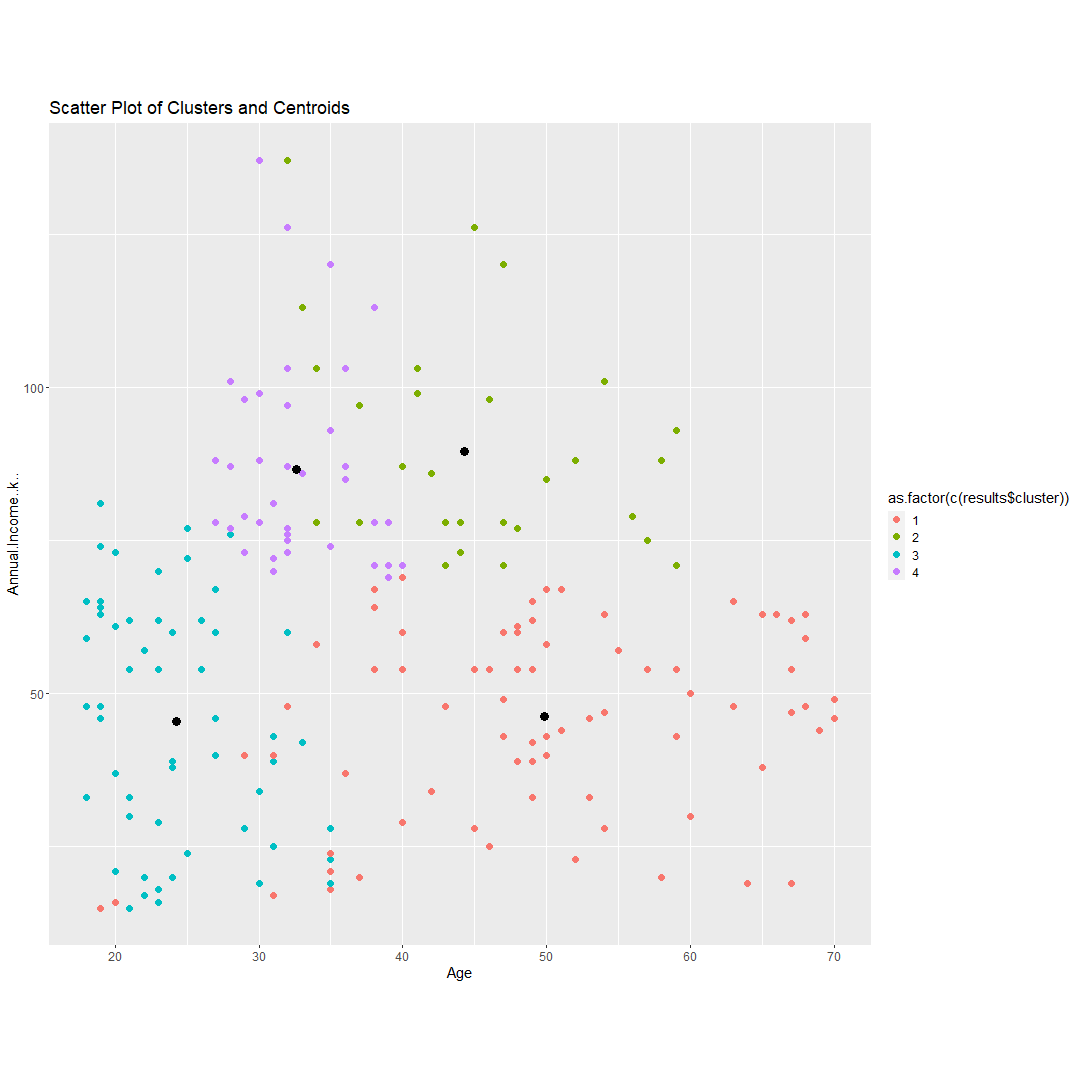 Scatter Plot of Clusters and Centroids
100
50
Annual.Income..k..
20 30 40 50 60 70
Age
as.factor(c(results$cluster))
1
2
3
4